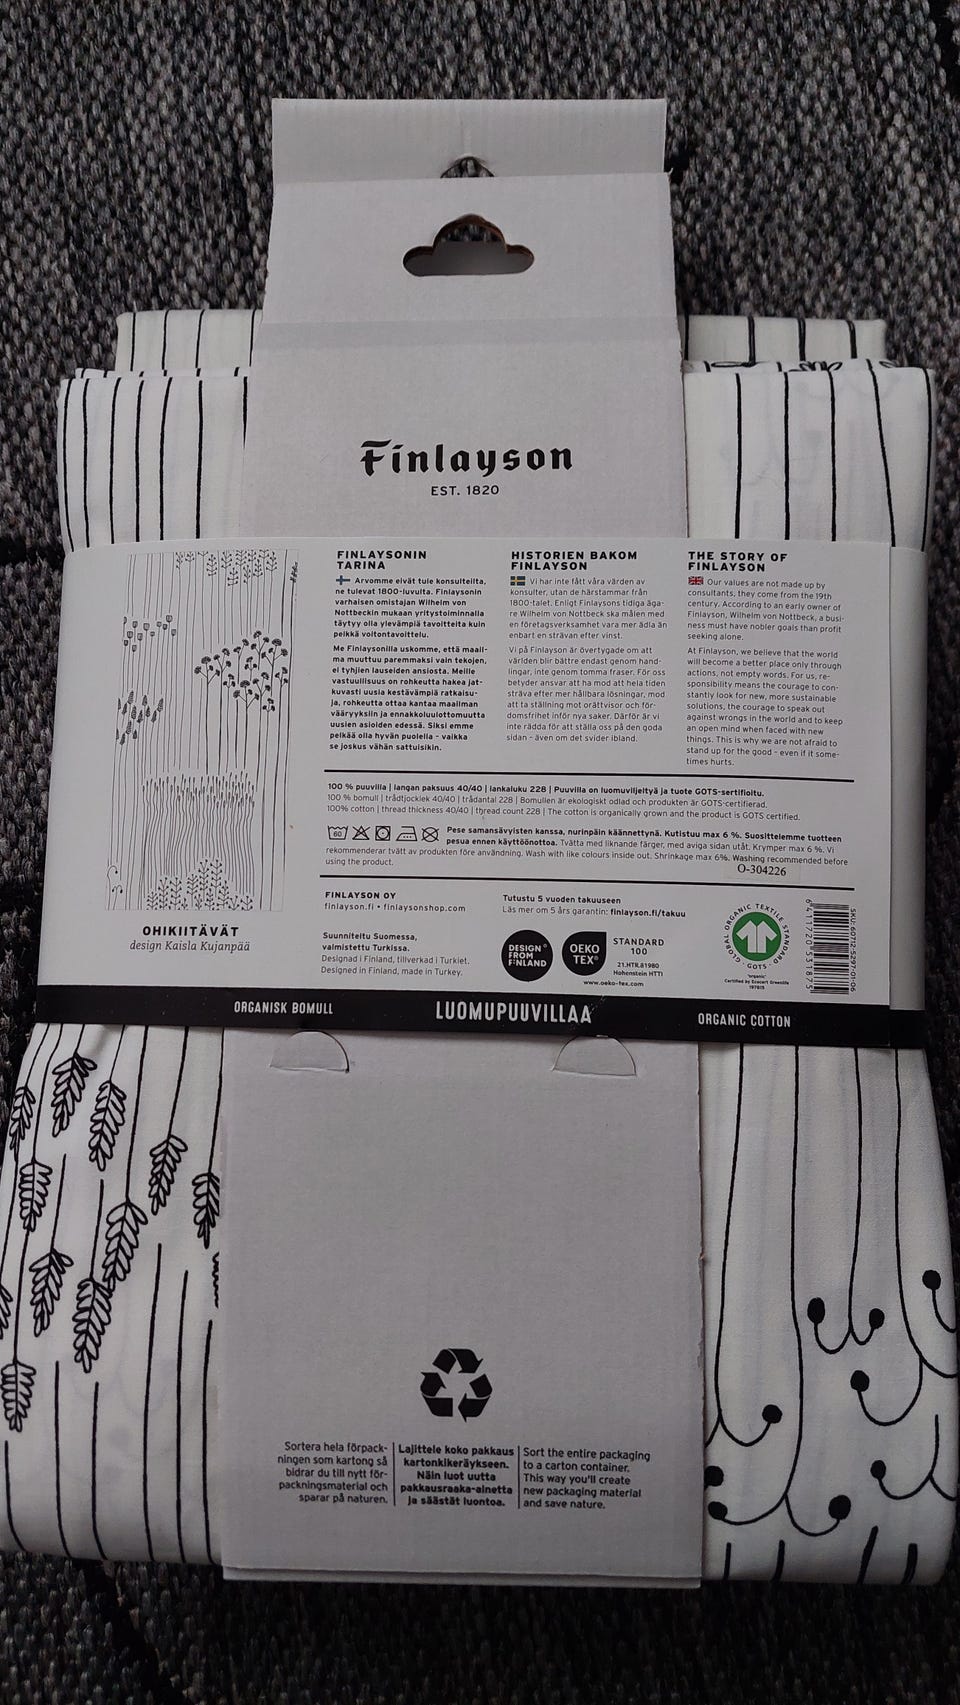 Finlayson
EST. 1820
FINLAYSONIN
TARINA
Arvomme eivät tule konsulteilta,
ne tulevat 1800-luvulta. Finlaysonin
varhaisen omistajan Wilhelm von
Nottbeckin mukaan yritystoiminnalla
täytyy olla ylevämpiä tavoitteita kuin
pelkkä voitontavoittelu.
Me Finlaysonilla uskomme, että maail-
ma muuttuu paremmaksi vain tekojen,
ei tyhjien lauseiden ansiosta. Meille
vastuullisuus on rohkeutta hakea jat-
kuvasti uusia kestävämpiä ratkaisu-
ja, rohkeutta ottaa kantaa maailman
vääryyksiin ja ennakkoluulottomuutta
uusien asioiden edessä. Siksi emme
pelkää olla hyvän puolella - vaikka
se joskus vähän sattuisikin.
HISTORIEN BAKOM
FINLAYSON
Vi har inte fått våra värden av
konsulter, utan de härstammar från
1800-talet. Enligt Finlaysons tidiga äga-
re Wilhelm von Nottbeck ska målen med
en företagsverksamhet vara mer ädla än
enbart en strävan efter vinst.
Vi på Finlayson är övertygade om att
världen blir bättre endast genom hand-
lingar, inte genom tomma fraser. För oss
betyder ansvar att ha mod att hela tiden
sträva efter mer hållbara lösningar, mod
att ta ställning mot orättvisor och för-
domsfrihet inför nya saker. Därför är vi
inte rädda för att ställa oss på den goda
sidan - även om det svider ibland.
THE STORY OF
FINLAYSON
Our values are not made up by
consultants, they come from the 19th
century. According to an early owner of
Finlayson, Wilhelm von Nottbeck, a busi-
ness must have nobler goals than profit
seeking alone.
At Finlayson, we believe that the world
will become a better place only through
actions, not empty words. For us, re-
sponsibility means the courage to con-
stantly look for new, more sustainable
solutions, the courage to speak out
against wrongs in the world and to keep
an open mind when faced with new
things. This is why we are not afraid to
stand up for the good - even if it some-
times hurts.
100 % puuvilla | langan paksuus 40/40 | lankaluku 228 | Puuvilla on luomuviljeltyä ja tuote GOTS-sertifioitu.
100 % bomull | trådtjocklek 40/40 | trådantal 228 | Bomullen är ekologiskt odlad och produkten är GOTS-certifierad.
100% cotton | thread thickness 40/40 | thread count 228 | The cotton is organically grown and the product is GOTS certified.
60
Pese samansävyisten kanssa, nurinpäin käännettynä. Kutistuu max 6 %. Suosittelemme tuotteen
pesua ennen käyttöönottoa. Tvätta med liknande färger, med aviga sidan utåt. Krymper max 6 %. Vi
rekommenderar tvätt av produkten före användning. Wash with like colours inside out. Shrinkage max 6%. Washing recommended before
using the product.
O-304226
OHIKIITÄVÄT
design Kaisla Kujanpää
FINLAYSON OY
finlayson.fi • finlaysonshop.com
Suunniteltu Suomessa,
valmistettu Turkissa.
Designad i Finland, tillverkad i Turkiet.
Designed in Finland, made in Turkey.
Tutustu 5 vuoden takuuseen
Läs mer om 5 års garantin: finlayson.fi/takuu
DESIGN
FROM
FINLAND
OEKO
TEX®
STANDARD
100
21.HTR.81980
Hohenstein HTTI
www.oeko-tex.com
GLOBAL ORGANIC TEXTILE STANDARD
· GOTS ·
"organic"
Certified by Ecocert Greenlife
197815
6411720531875
SKU:60712-5297-01-06
ORGANISK BOMULL
LUOMUPUUVILLAA
ORGANIC COTTON
Sortera hela förpack-
ningen som kartong så
bidrar du till nytt för-
packningsmaterial och
sparar på naturen.
Lajittele koko pakkaus
kartonkikeräykseen.
Näin luot uutta
pakkausraaka-ainetta
ja säästät luontoa.
Sort the entire packaging
to a carton container.
This way you'll create
new packaging material
and save nature.